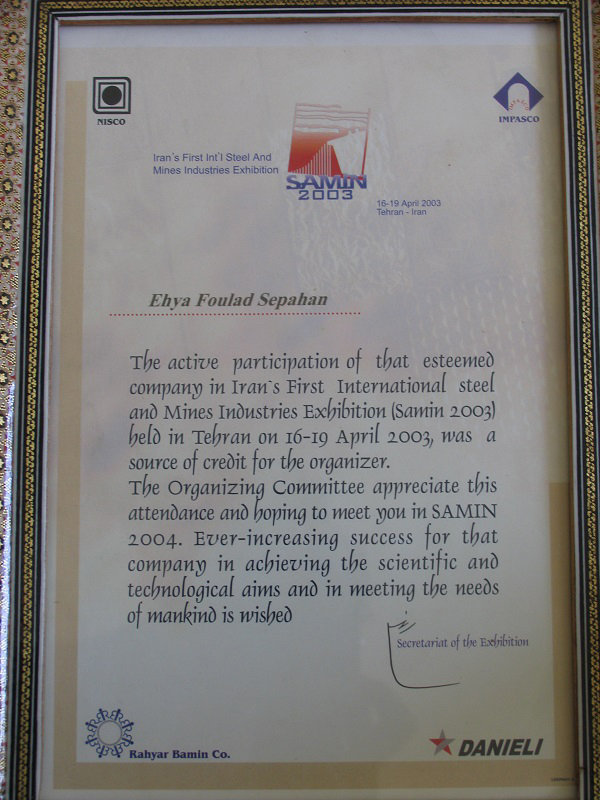 NISCO
IMPASCO
Iran's First Int'l Steel And
Mines Industries Exhibition
SAMIN
2003
16-19 April 2003
Tehran - Iran
Ehya Foulad Sepahan
The active participation of that esteemed
company in Iran`s First International steel
and Mines Industries Exhibition (Samin 2003)
held in Tehran on 16-19 April 2003, was a
source of credit for the organizer.
The Organizing Committee appreciate this
attendance and hoping to meet you in SAMIN
2004. Ever-increasing success for that
company in achieving the scientific and
technological aims and in meeting the needs
of mankind is wished
Secretariat of the Exhibition
Rahyar Bamin Co.
DANIELI